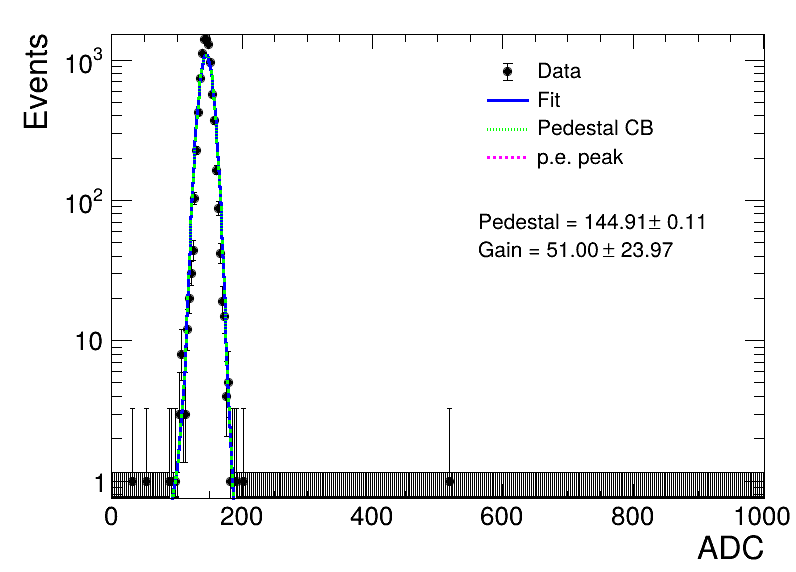 Events
10³
10²
10
1
Data
Fit
Pedestal CB
p.e. peak
Pedestal = 144.91± 0.11
Gain = 51.00 ± 23.97
0 200 400 600 800 1000
ADC